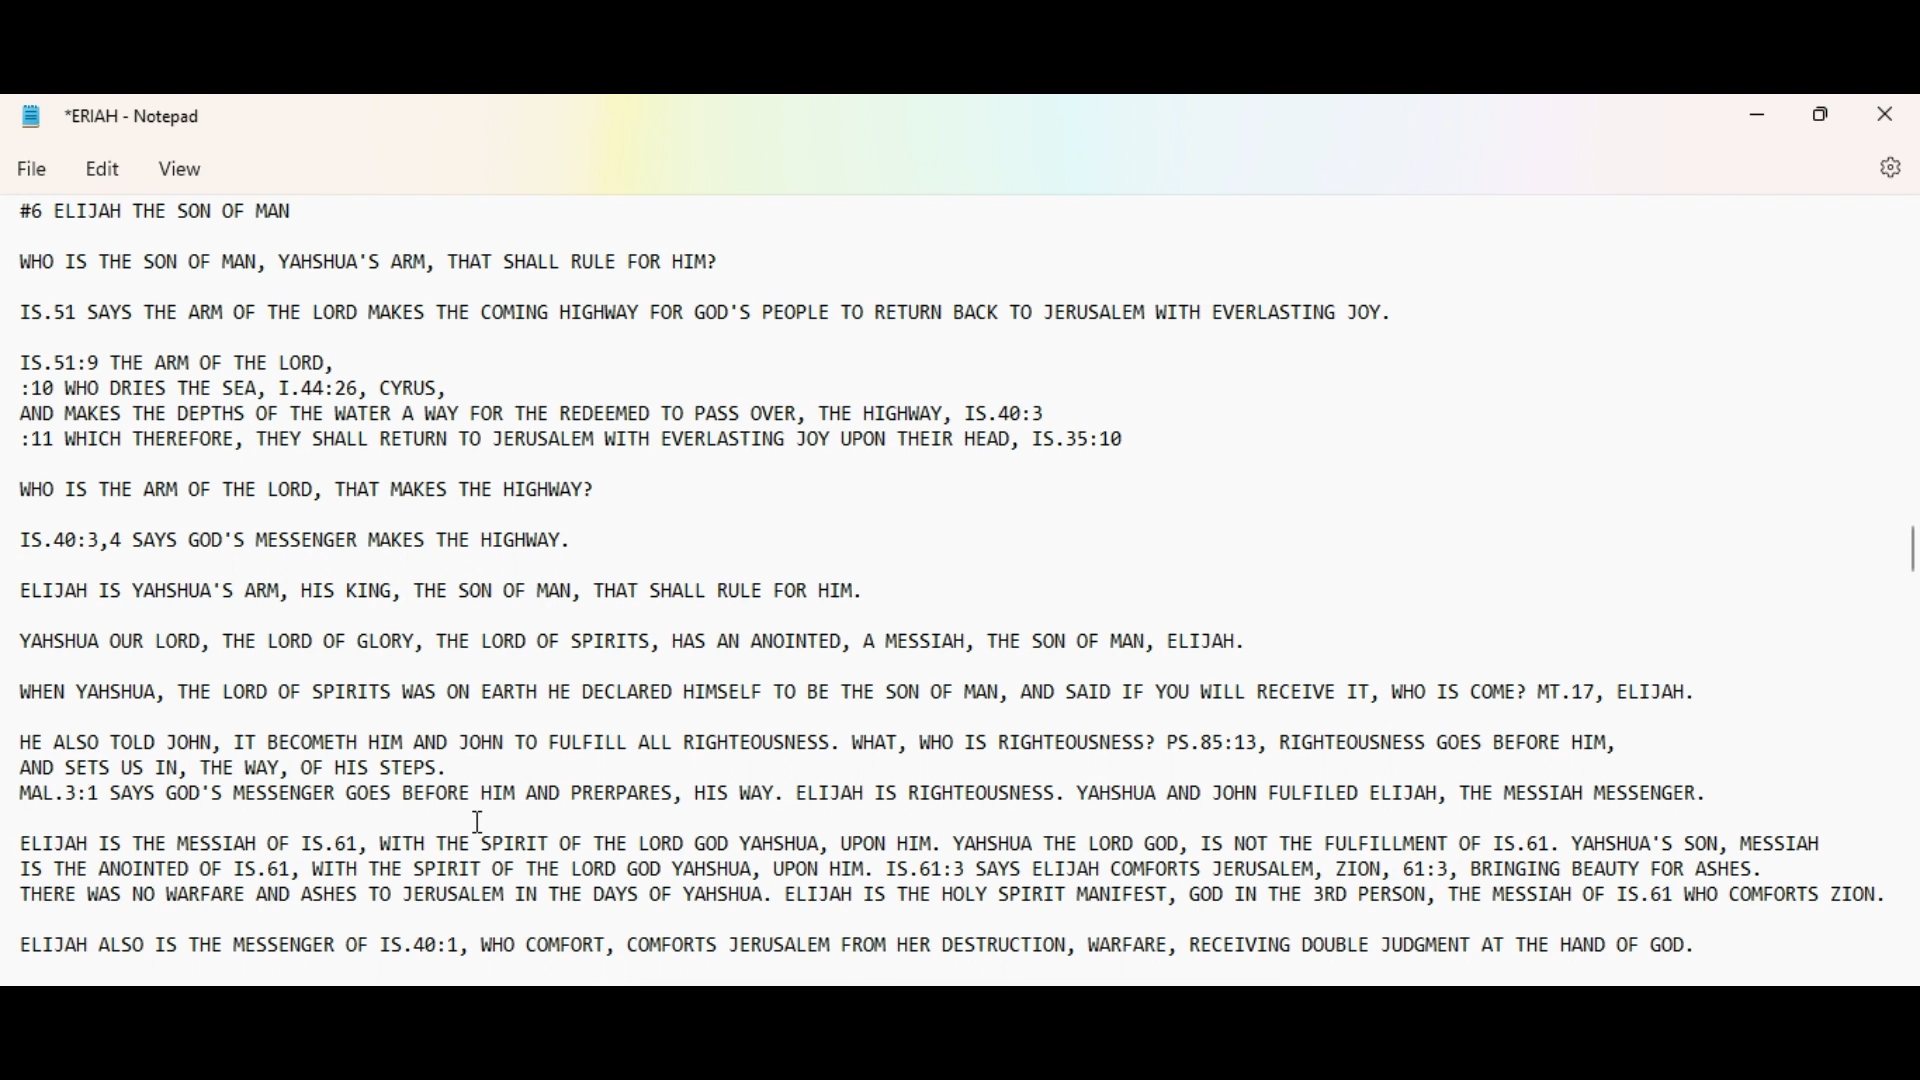 *ERIAH - Notepad
File Edit View
#6 ELIJAH THE SON OF MAN
WHO IS THE SON OF MAN, YAHSHUA'S ARM, THAT SHALL RULE FOR HIM?
IS.51 SAYS THE ARM OF THE LORD MAKES THE COMING HIGHWAY FOR GOD'S PEOPLE TO RETURN BACK TO JERUSALEM WITH EVERLASTING JOY.
IS.51:9 THE ARM OF THE LORD,
:10 WHO DRIES THE SEA, I.44:26, CYRUS,
AND MAKES THE DEPTHS OF THE WATER A WAY FOR THE REDEEMED TO PASS OVER, THE HIGHWAY, IS.40:3
:11 WHICH THEREFORE, THEY SHALL RETURN TO JERUSALEM WITH EVERLASTING JOY UPON THEIR HEAD, IS.35:10
WHO IS THE ARM OF THE LORD, THAT MAKES THE HIGHWAY?
IS.40:3,4 SAYS GOD'S MESSENGER MAKES THE HIGHWAY.
ELIJAH IS YAHSHUA'S ARM, HIS KING, THE SON OF MAN, THAT SHALL RULE FOR HIM.
YAHSHUA OUR LORD, THE LORD OF GLORY, THE LORD OF SPIRITS, HAS AN ANOINTED, A MESSIAH, THE SON OF MAN, ELIJAH.
WHEN YAHSHUA, THE LORD OF SPIRITS WAS ON EARTH HE DECLARED HIMSELF TO BE THE SON OF MAN, AND SAID IF YOU WILL RECEIVE IT, WHO IS COME? MT.17, ELIJAH.
HE ALSO TOLD JOHN, IT BECOMETH HIM AND JOHN TO FULFILL ALL RIGHTEOUSNESS. WHAT, WHO IS RIGHTEOUSNESS? PS.85:13, RIGHTEOUSNESS GOES BEFORE HIM,
AND SETS US IN, THE WAY, OF HIS STEPS.
MAL.3:1 SAYS GOD'S MESSENGER GOES BEFORE HIM AND PRERPARES, HIS WAY. ELIJAH IS RIGHTEOUSNESS. YAHSHUA AND JOHN FULFILED ELIJAH, THE MESSIAH MESSENGER.
ELIJAH IS THE MESSIAH OF IS.61, WITH THE SPIRIT OF THE LORD GOD YAHSHUA, UPON HIM. YAHSHUA THE LORD GOD, IS NOT THE FULFILLMENT OF IS.61. YAHSHUA'S SON, MESSIAH
IS THE ANOINTED OF IS.61, WITH THE SPIRIT OF THE LORD GOD YAHSHUA, UPON HIM. IS.61:3 SAYS ELIJAH COMFORTS JERUSALEM, ZION, 61:3, BRINGING BEAUTY FOR ASHES.
THERE WAS NO WARFARE AND ASHES TO JERUSALEM IN THE DAYS OF YAHSHUA. ELIJAH IS THE HOLY SPIRIT MANIFEST, GOD IN THE 3RD PERSON, THE MESSIAH OF IS.61 WHO COMFORTS ZION.
ELIJAH ALSO IS THE MESSENGER OF IS.40:1, WHO COMFORT, COMFORTS JERUSALEM FROM HER DESTRUCTION, WARFARE, RECEIVING DOUBLE JUDGMENT AT THE HAND OF GOD.